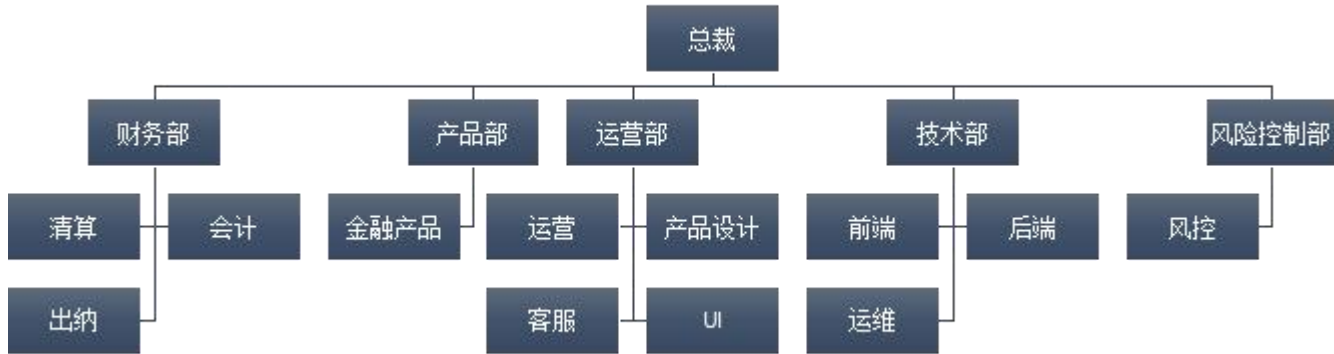 总裁
财务部
产品部
运营部
技术部
风险控制部
清算
会计
金融产品
运营
产品设计
前端
后端
风控
出纳
客服
UI
运维